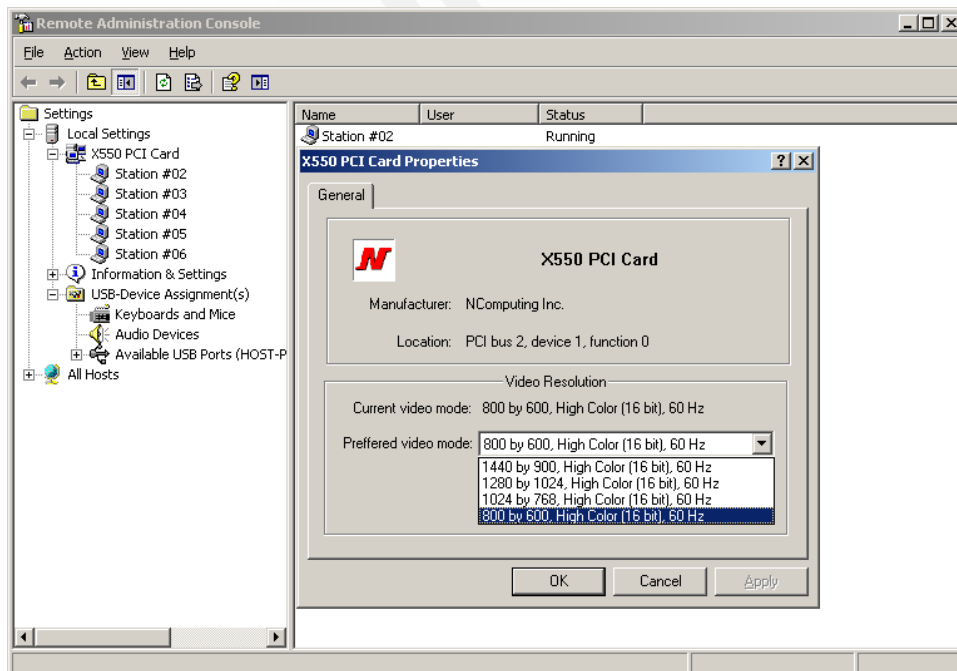 Remote Administration Console
File Action View Help
Settings
Local Settings
X550 PCI Card
Station #02
Station #03
Station #04
Station #05
Station #06
Information & Settings
USB-Device Assignment(s)
Keyboards and Mice
Audio Devices
Available USB Ports (HOST-P
All Hosts
Name User Status
Station #02 Running
X550 PCI Card Properties
General
N
X550 PCI Card
Manufacturer: NComputing Inc.
Location: PCI bus 2, device 1, function 0
Video Resolution
Current video mode: 800 by 600, High Color (16 bit), 60 Hz
Preffered video mode: 800 by 600, High Color (16 bit), 60 Hz
1440 by 900, High Color (16 bit), 60 Hz
1280 by 1024, High Color (16 bit), 60 Hz
1024 by 768, High Color (16 bit), 60 Hz
800 by 600, High Color (16 bit), 60 Hz
OK Cancel Apply